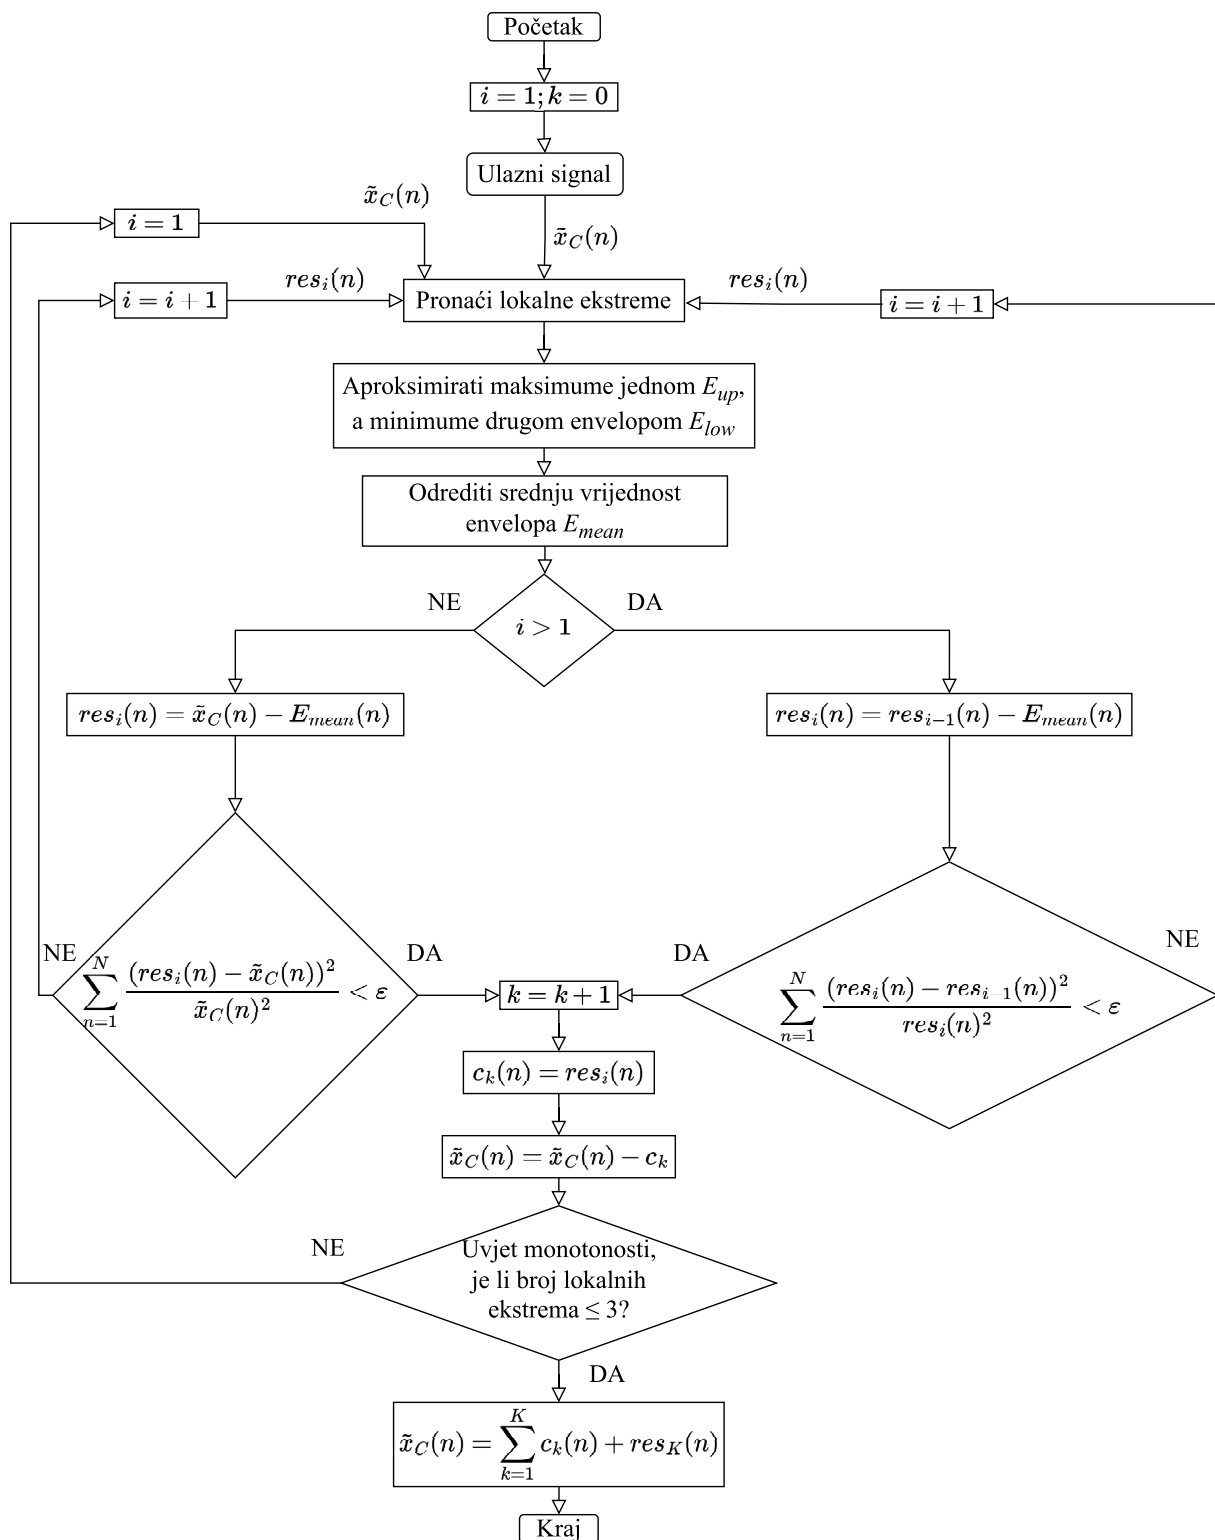 Početak
i = 1; k = 0
Ulazni signal
x̃_C(n)
i = 1
x̃_C(n)
i = i + 1
res_i(n)
Pronaći lokalne ekstreme
res_i(n)
i = i + 1
Aproksimirati maksimume jednom E_up,
a minimume drugom envelopom E_low
Odrediti srednju vrijednost
envelopa E_mean
NE
i > 1
DA
res_i(n) = x̃_C(n) − E_mean(n)
res_i(n) = res_{i−1}(n) − E_mean(n)
NE
∑_{n=1}^{N} (res_i(n) − x̃_C(n))² / x̃_C(n)² < ε
DA
k = k + 1
DA
∑_{n=1}^{N} (res_i(n) − res_{i−1}(n))² / res_i(n)² < ε
NE
c_k(n) = res_i(n)
x̃_C(n) = x̃_C(n) − c_k
NE
Uvjet monotonosti,
je li broj lokalnih
ekstrema ≤ 3?
DA
x̃_C(n) = ∑_{k=1}^{K} c_k(n) + res_K(n)
Kraj